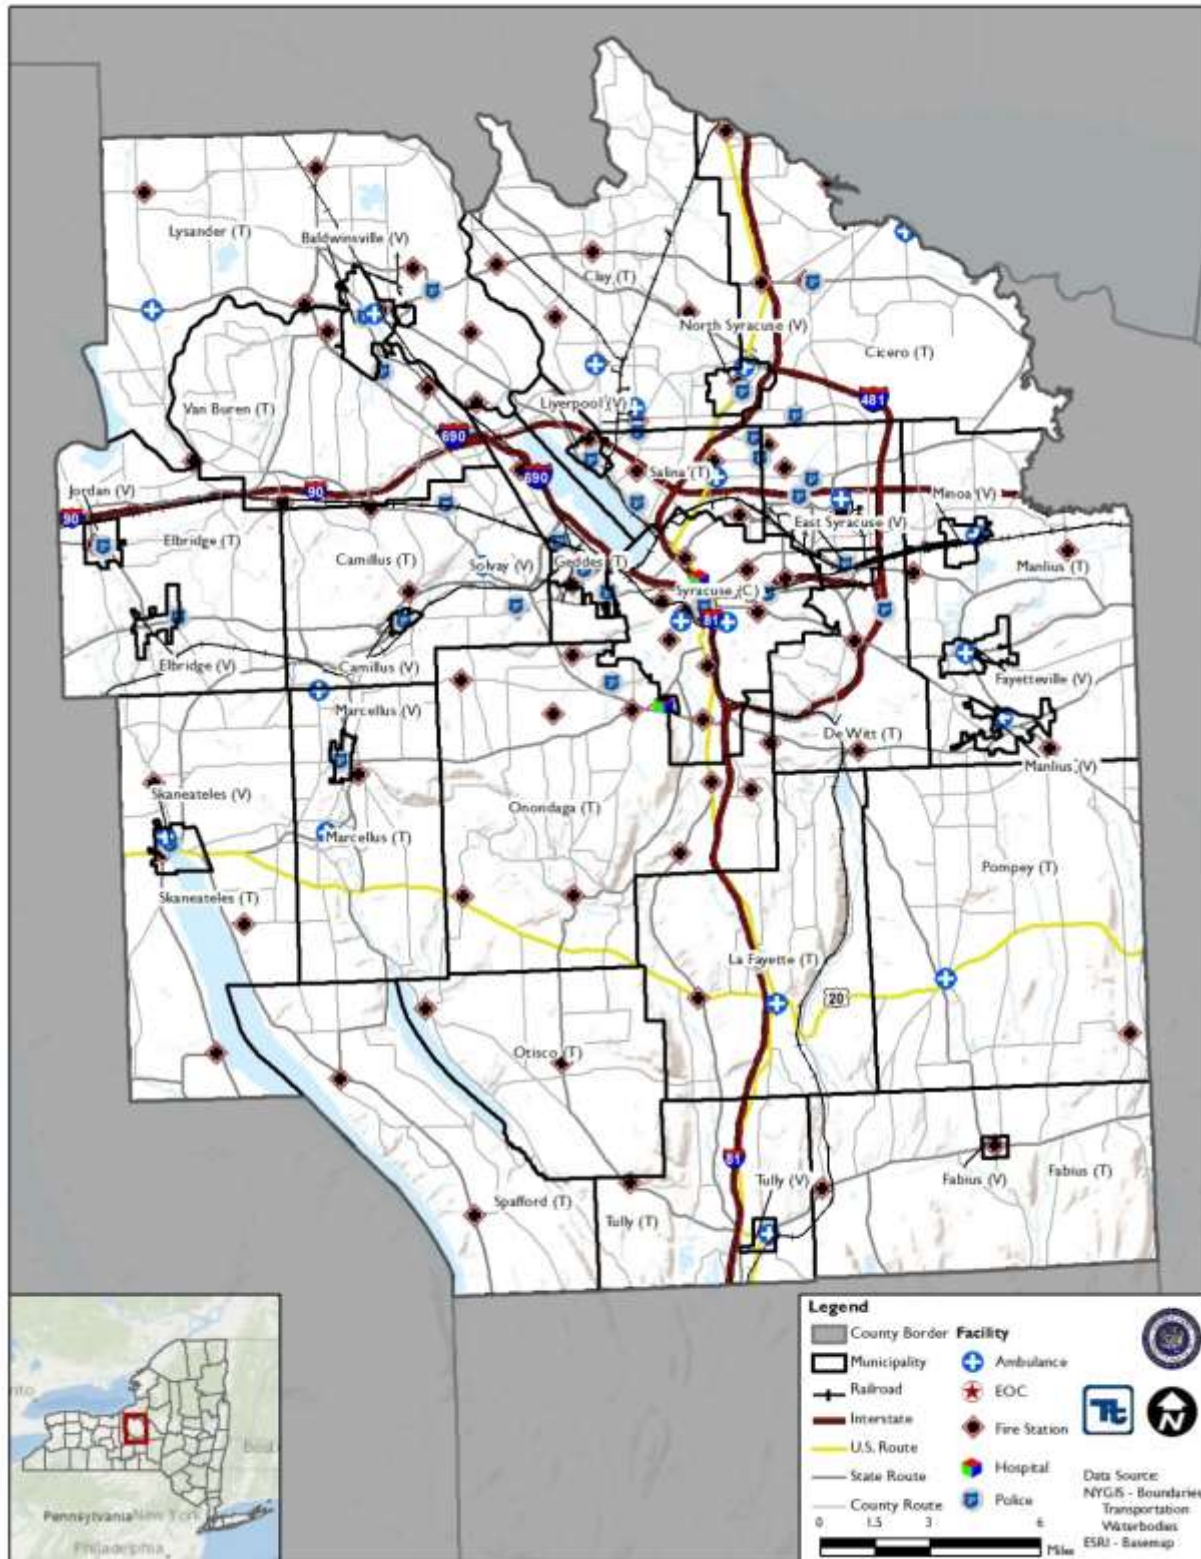 Lysander (T)
Baldwinsville (V)
Clay (T)
North Syracuse (V)
Cicero (T)
Van Buren (T)
Liverpool (V)
481
690
690
Salina (T)
Jordan (V)
90
90
Minoa (V)
Elbridge (T)
East Syracuse (V)
Camillus (T)
Solvay (V)
Geddes (T)
Manlius (T)
Syracuse (C)
81
Elbridge (V)
Camillus (V)
Fayetteville (V)
Marcellus (V)
De Witt (T)
Manlius (V)
Skaneateles (V)
Onondaga (T)
Marcellus (T)
Pompey (T)
Skaneateles (T)
La Fayette (T)
20
Otisco (T)
81
Tully (V)
Fabius (V)
Fabius (T)
Spafford (T)
Tully (T)
Legend
County Border
Municipality
Railroad
Interstate
U.S. Route
State Route
County Route
Facility
Ambulance
EOC
Fire Station
Hospital
Police
Tt
N
Data Source:
NYGIS - Boundaries
Transportation
Waterbodies
ESRI - Basemap
0 1.5 3 6
Miles
Pennsylvania
New York
Philadelphia